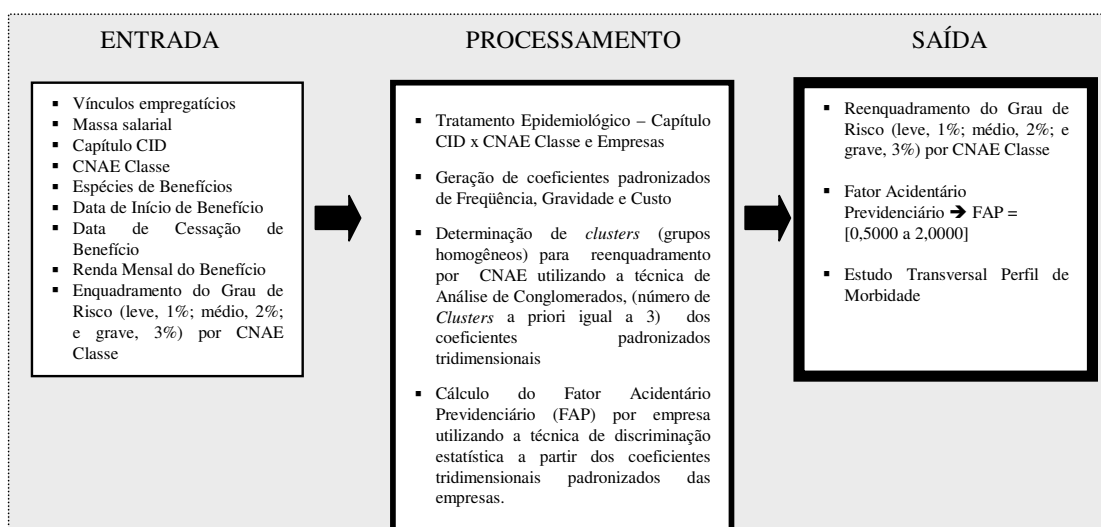 ENTRADA
▪ Vínculos empregatícios
▪ Massa salarial
▪ Capítulo CID
▪ CNAE Classe
▪ Espécies de Benefícios
▪ Data de Início de Benefício
▪ Data de Cessação de
Benefício
▪ Renda Mensal do Benefício
▪ Enquadramento do Grau de
Risco (leve, 1%; médio, 2%;
e grave, 3%) por CNAE
Classe
PROCESSAMENTO
▪ Tratamento Epidemiológico – Capítulo
CID x CNAE Classe e Empresas
▪ Geração de coeficientes padronizados
de Freqüência, Gravidade e Custo
▪ Determinação de clusters (grupos
homogêneos) para reenquadramento
por CNAE utilizando a técnica de
Análise de Conglomerados, (número de
Clusters a priori igual a 3) dos
coeficientes padronizados
tridimensionais
▪ Cálculo do Fator Acidentário
Previdenciário (FAP) por empresa
utilizando a técnica de discriminação
estatística a partir dos coeficientes
tridimensionais padronizados das
empresas.
SAÍDA
▪ Reenquadramento do Grau de
Risco (leve, 1%; médio, 2%; e
grave, 3%) por CNAE Classe
▪ Fator Acidentário
Previdenciário ➔ FAP =
[0,5000 a 2,0000]
▪ Estudo Transversal Perfil de
Morbidade